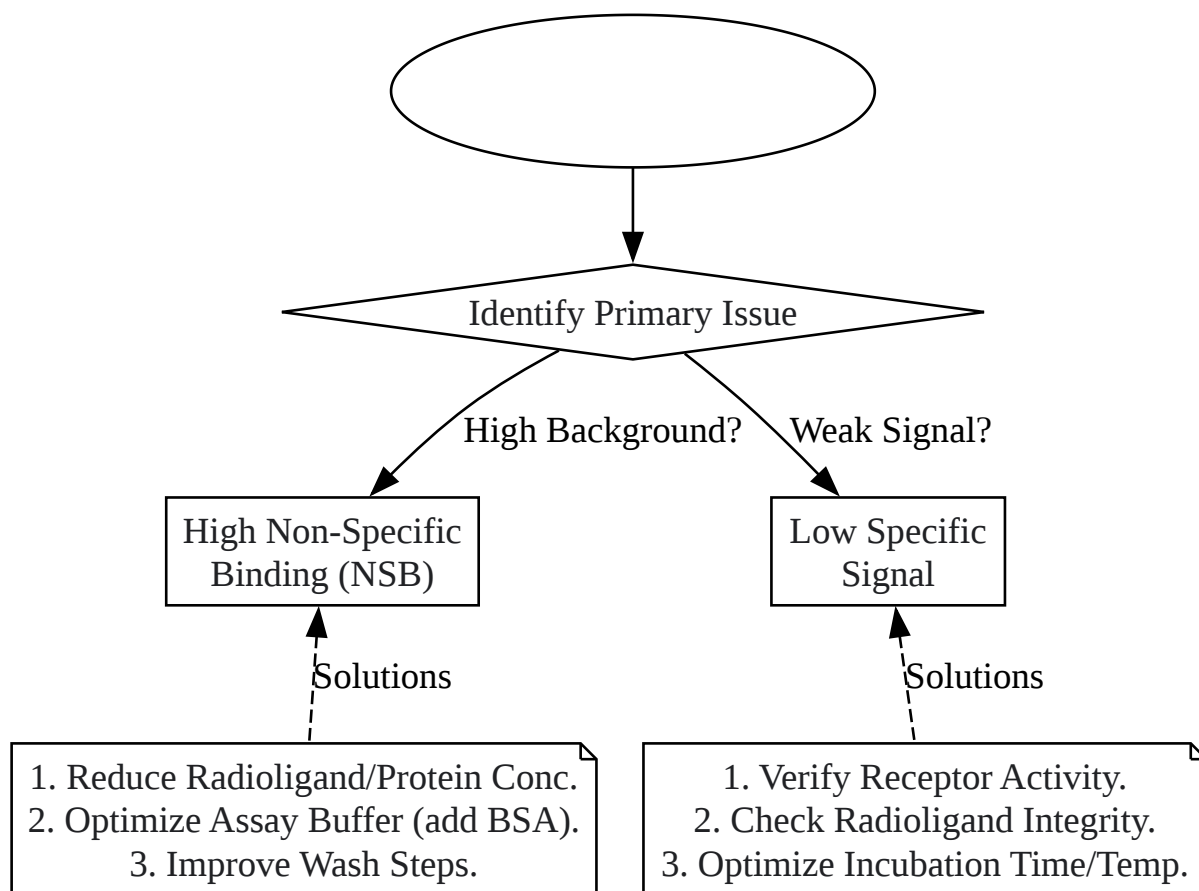 Identify Primary Issue
High Background?
Weak Signal?
High Non-Specific
Binding (NSB)
Low Specific
Signal
Solutions
Solutions
1. Reduce Radioligand/Protein Conc.
2. Optimize Assay Buffer (add BSA).
3. Improve Wash Steps.
1. Verify Receptor Activity.
2. Check Radioligand Integrity.
3. Optimize Incubation Time/Temp.